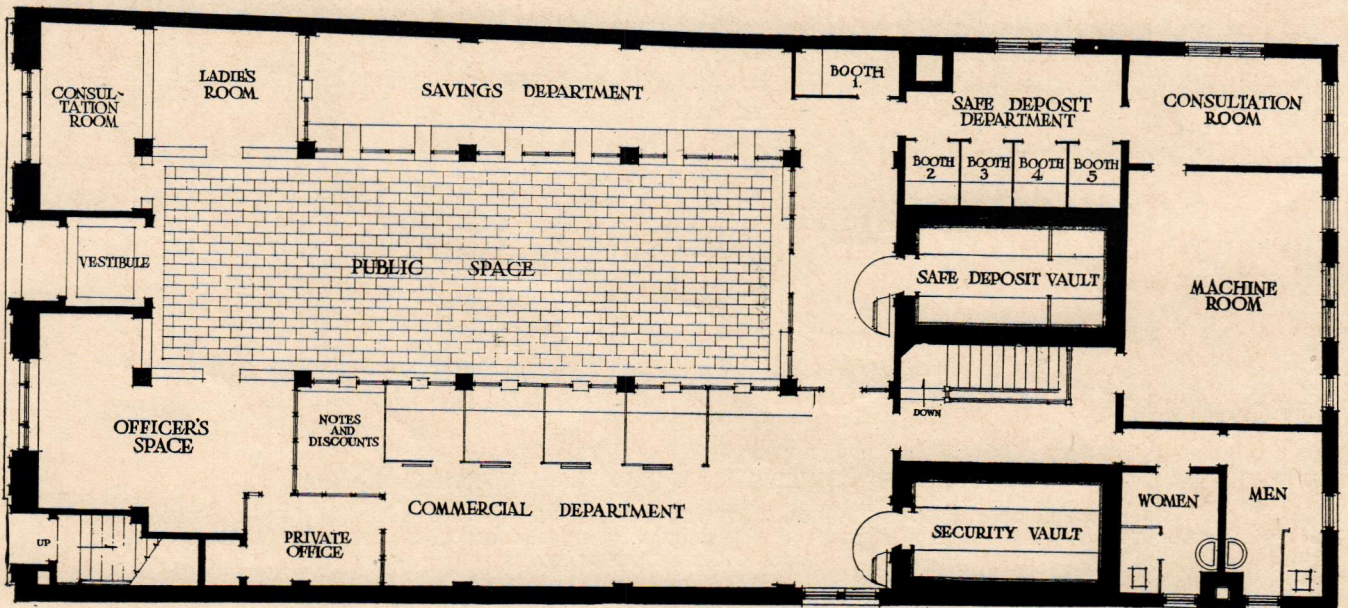 CONSUL-
TATION
ROOM
LADIE'S
ROOM
SAVINGS DEPARTMENT
BOOTH
1.
SAFE DEPOSIT
DEPARTMENT
CONSULTATION
ROOM
BOOTH
2
BOOTH
3
BOOTH
4
BOOTH
5
VESTIBULE
PUBLIC SPACE
SAFE DEPOSIT VAULT
MACHINE
ROOM
OFFICER'S
SPACE
NOTES
AND
DISCOUNTS
DOWN
COMMERCIAL DEPARTMENT
WOMEN
MEN
UP
PRIVATE
OFFICE
SECURITY VAULT